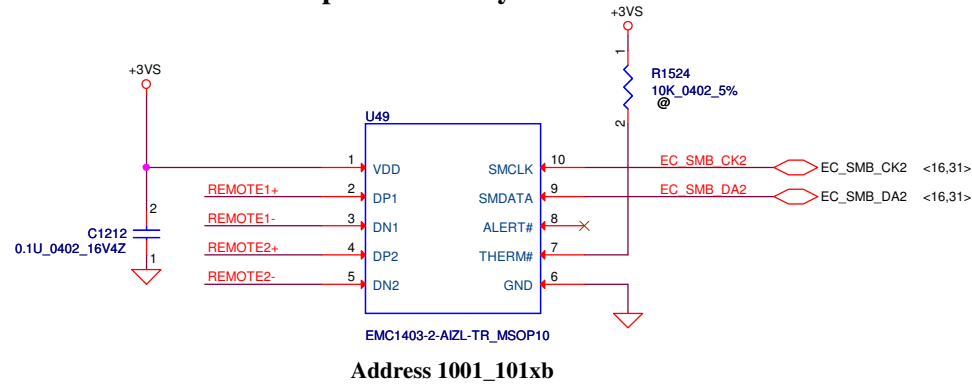 +3VS
+3VS
1
R1524
10K_0402_5%
@
2
U49
1 VDD SMCLK 10 EC_SMB_CK2 EC_SMB_CK2 <16,31>
REMOTE1+ 2 DP1 SMDATA 9 EC_SMB_DA2 EC_SMB_DA2 <16,31>
REMOTE1- 3 DN1 ALERT# 8
REMOTE2+ 4 DP2 THERM# 7
REMOTE2- 5 DN2 GND 6
2
C1212
0.1U_0402_16V4Z
1
EMC1403-2-AIZL-TR_MSOP10
Address 1001_101xb